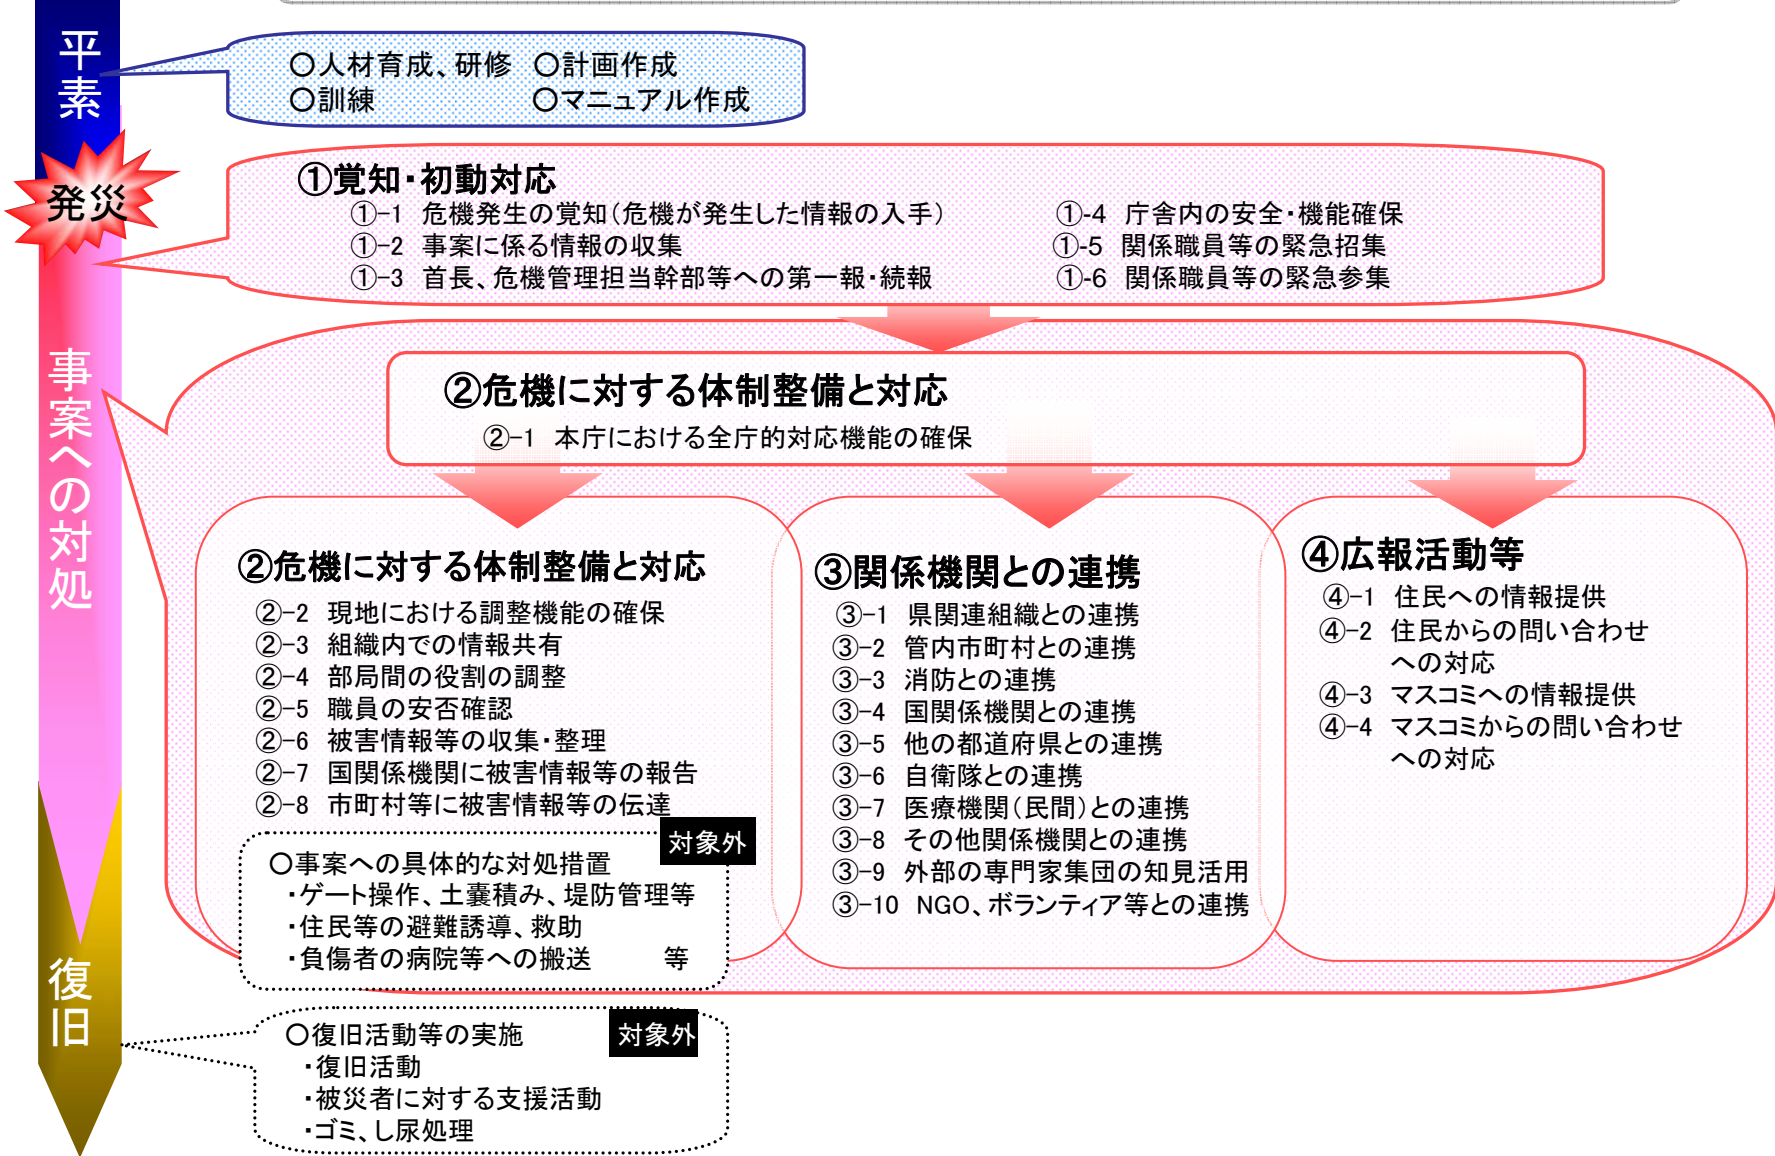 平素
〇人材育成、研修　〇計画作成
〇訓練　〇マニュアル作成
発災
①覚知・初動対応
①-1　危機発生の覚知（危機が発生した情報の入手）
①-2　事案に係る情報の収集
①-3　首長、危機管理担当幹部等への第一報・続報
①-4　庁舎内の安全・機能確保
①-5　関係職員等の緊急招集
①-6　関係職員等の緊急参集
事案への対処
②危機に対する体制整備と対応
②-1　本庁における全庁的対応機能の確保
②危機に対する体制整備と対応
②-2　現地における調整機能の確保
②-3　組織内での情報共有
②-4　部局間の役割の調整
②-5　職員の安否確認
②-6　被害情報等の収集・整理
②-7　国関係機関に被害情報等の報告
②-8　市町村等に被害情報等の伝達
対象外
〇事案への具体的な対処措置
・ゲート操作、土嚢積み、堤防管理等
・住民等の避難誘導、救助
・負傷者の病院等への搬送　等
③関係機関との連携
③-1　県関連組織との連携
③-2　管内市町村との連携
③-3　消防との連携
③-4　国関係機関との連携
③-5　他の都道府県との連携
③-6　自衛隊との連携
③-7　医療機関（民間）との連携
③-8　その他関係機関との連携
③-9　外部の専門家集団の知見活用
③-10　NGO、ボランティア等との連携
④広報活動等
④-1　住民への情報提供
④-2　住民からの問い合わせ
への対応
④-3　マスコミへの情報提供
④-4　マスコミからの問い合わせ
への対応
復旧
〇復旧活動等の実施
対象外
・復旧活動
・被災者に対する支援活動
・ゴミ、し尿処理